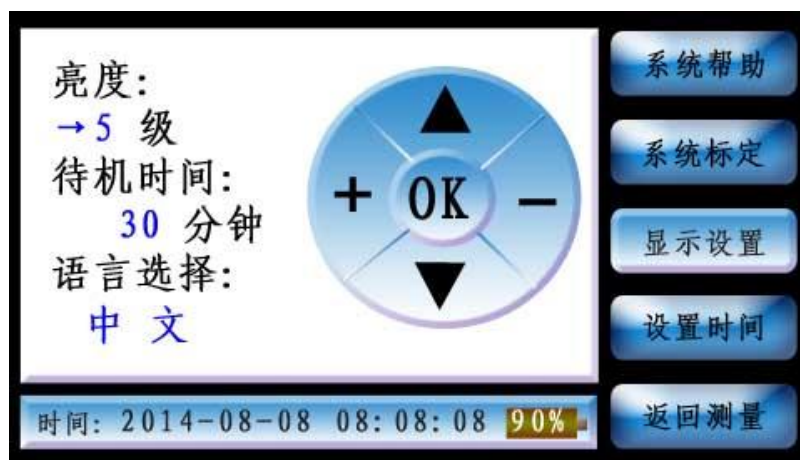 亮度:
→5 级
待机时间:
30 分钟
语言选择:
中 文
+ OK －
系统帮助
系统标定
显示设置
设置时间
返回测量
时间: 2014-08-08 08:08:08 90%